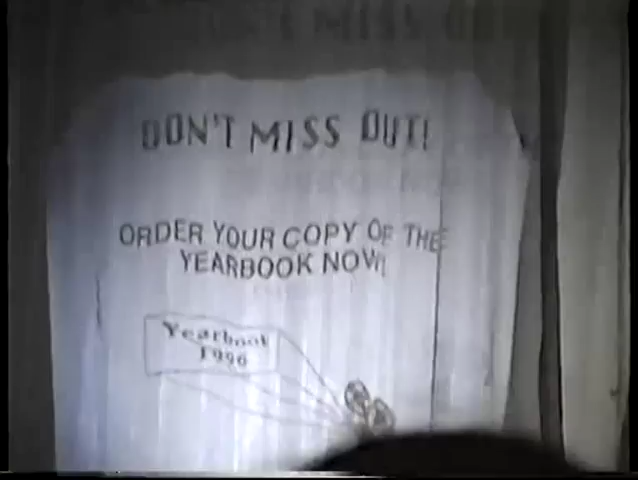 DON'T MISS OUT!
ORDER YOUR COPY OF THE
YEARBOOK NOW!
Yearbook
1996